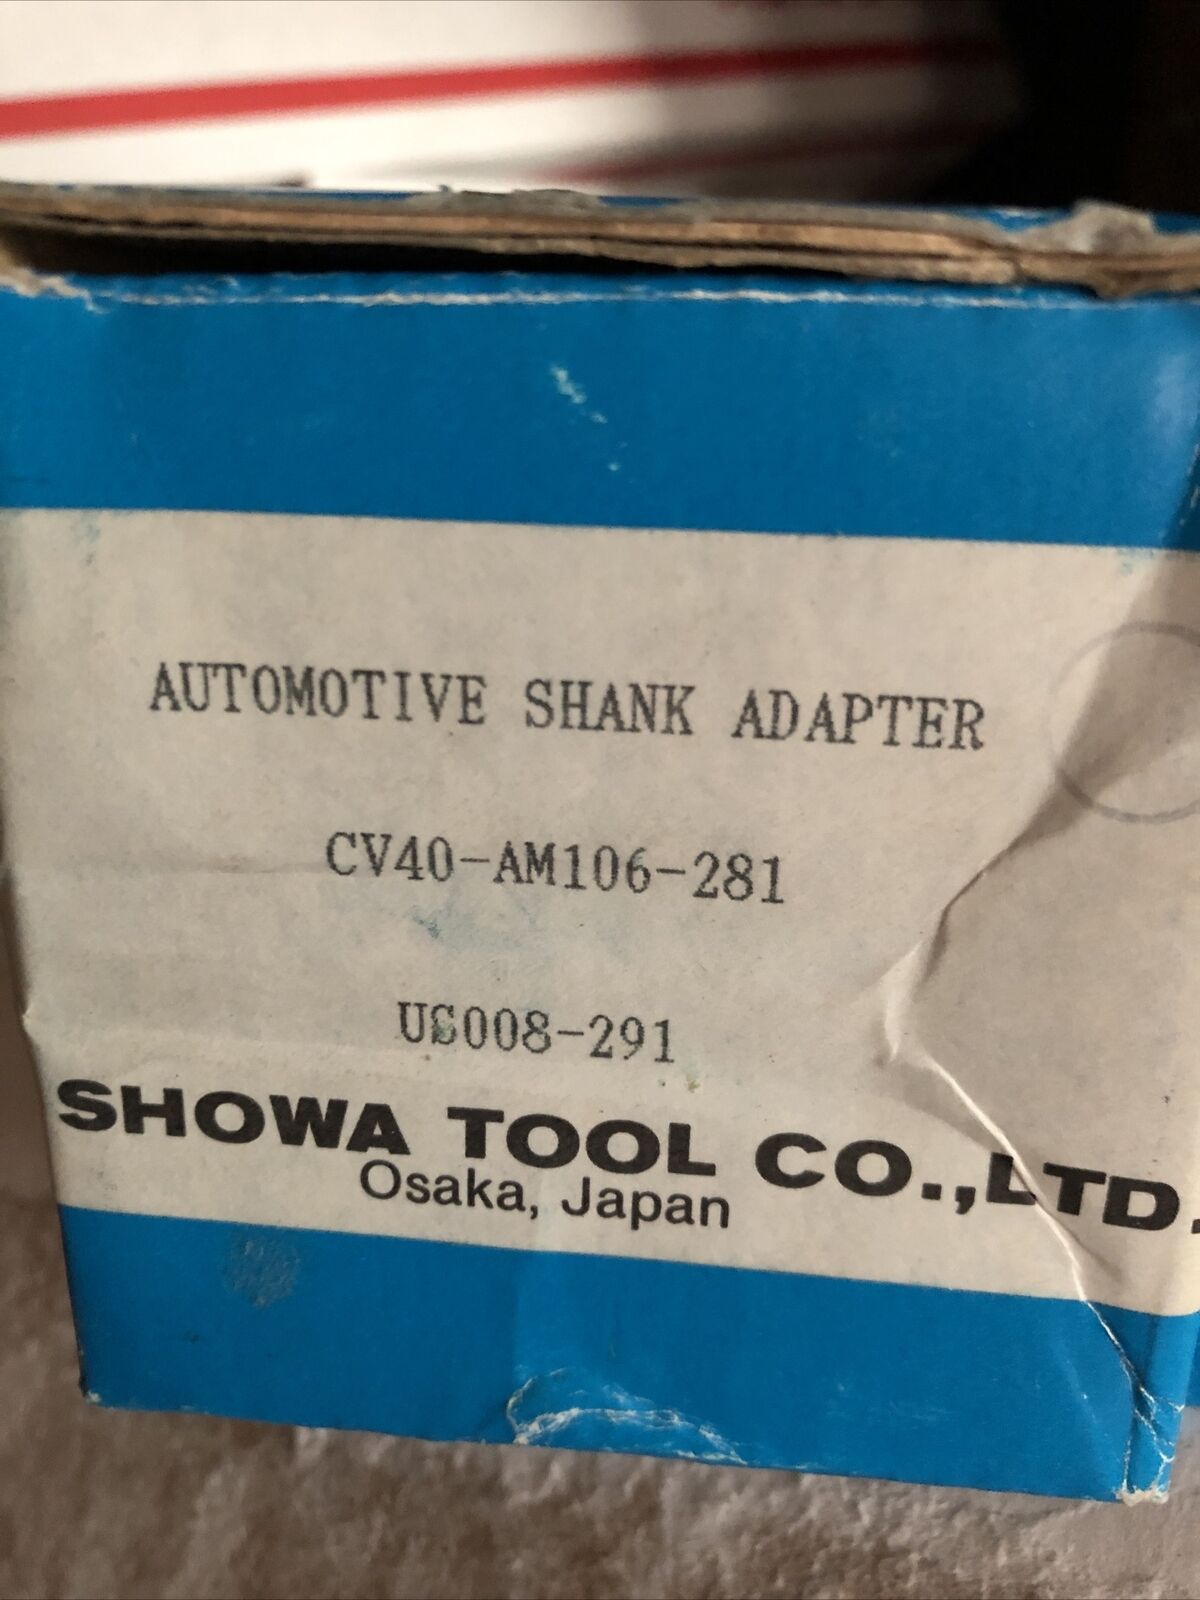 AUTOMOTIVE SHANK ADAPTER
CV40-AM106-281
US008-291
SHOWA TOOL CO.,LTD.
Osaka, Japan